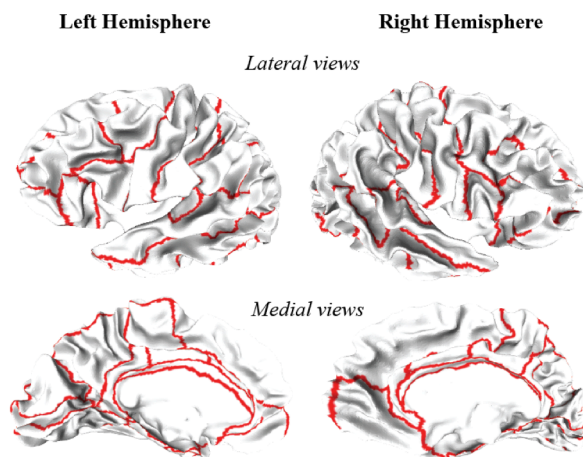 Left Hemisphere
Right Hemisphere
Lateral views
Medial views